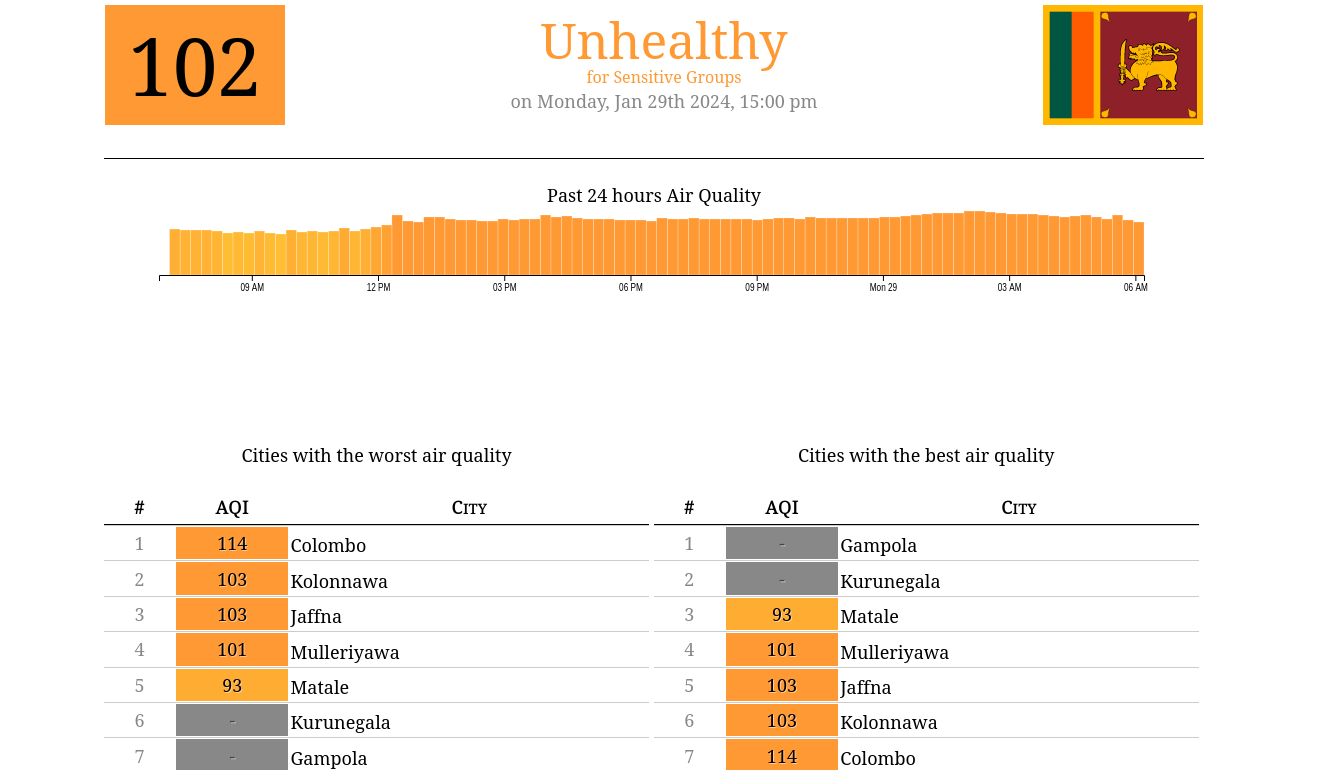 102
Unhealthy
for Sensitive Groups
on Monday, Jan 29th 2024, 15:00 pm
Past 24 hours Air Quality
09 AM 12 PM 03 PM 06 PM 09 PM Mon 29 03 AM 06 AM
Cities with the worst air quality
# AQI City
1 114 Colombo
2 103 Kolonnawa
3 103 Jaffna
4 101 Mulleriyawa
5 93 Matale
6 - Kurunegala
7 - Gampola
Cities with the best air quality
# AQI City
1 - Gampola
2 - Kurunegala
3 93 Matale
4 101 Mulleriyawa
5 103 Jaffna
6 103 Kolonnawa
7 114 Colombo